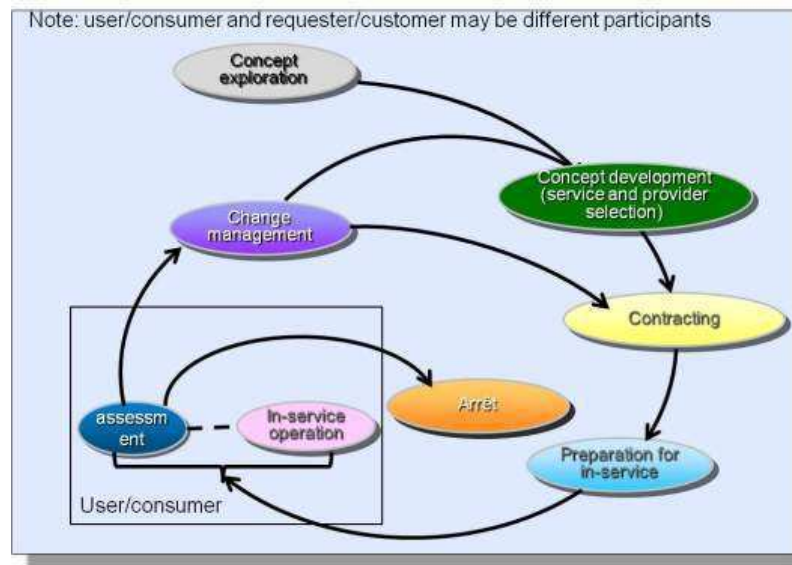 Note: user/consumer and requester/customer may be different participants
Concept
exploration
Concept development
(service and provider
selection)
Change
management
Contracting
assessm
ent
In-service
operation
Arrêt
Preparation for
in-service
User/consumer